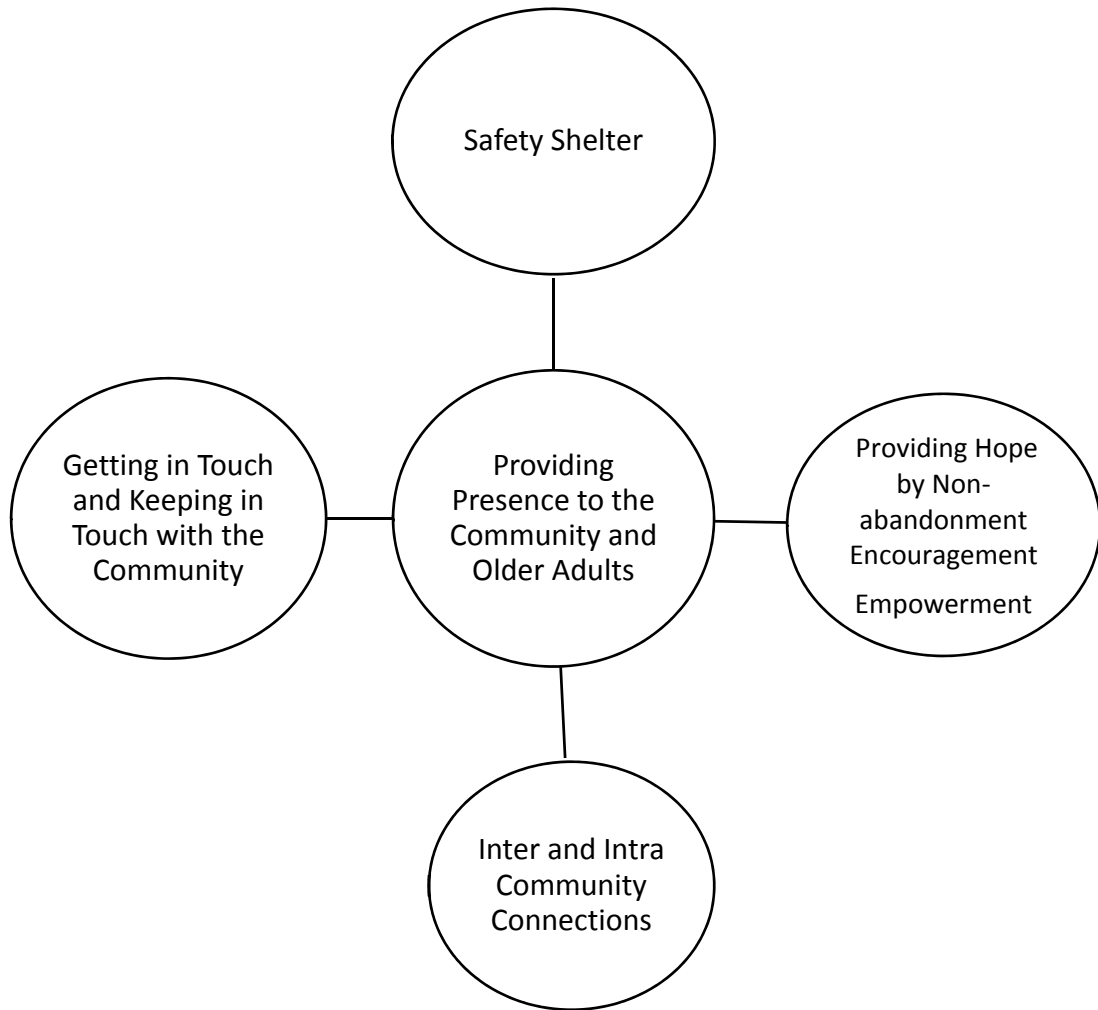 Safety Shelter
Getting in Touch
and Keeping in
Touch with the
Community
Providing
Presence to the
Community and
Older Adults
Providing Hope
by Non-
abandonment
Encouragement
Empowerment
Inter and Intra
Community
Connections